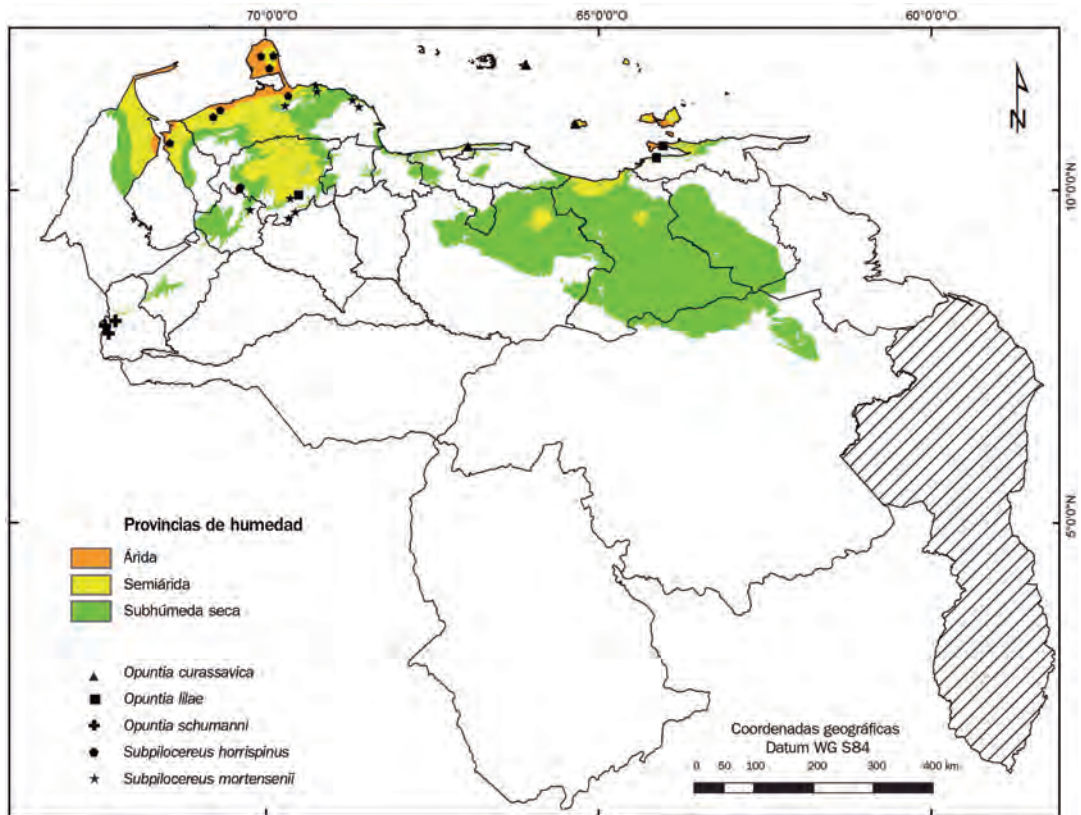 70°0'0"O
65°0'0"O
60°0'0"O
N
10°0'0"N
5°0'0"N
Provincias de humedad
Árida
Semiárida
Subhúmeda seca
Opuntia curassavica
Opuntia lilae
Opuntia schumanni
Subpilocereus horrispinus
Subpilocereus mortensenii
Coordenadas geográficas
Datum WG S84
0 50 100 200 300 400 km.